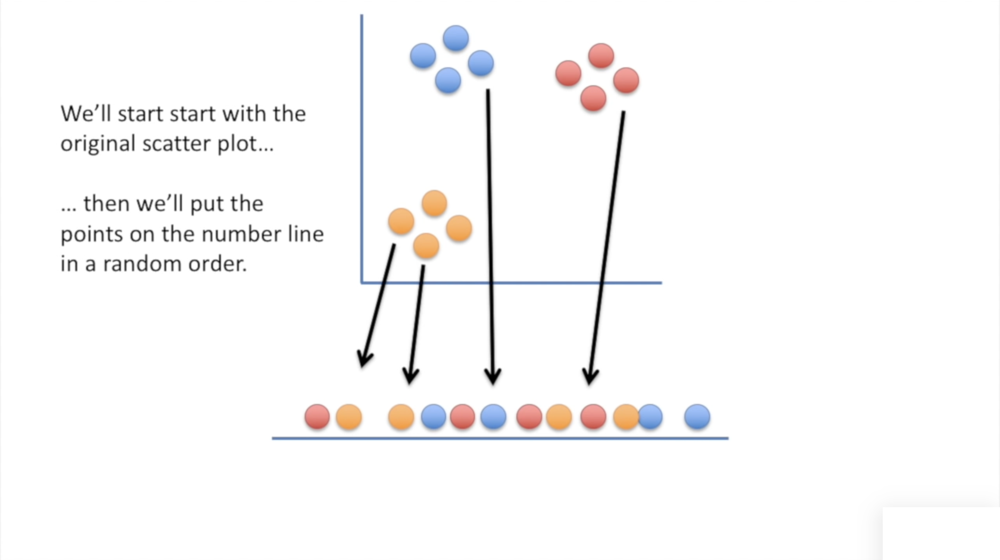 We’ll start start with the
original scatter plot...
... then we’ll put the
points on the number line
in a random order.